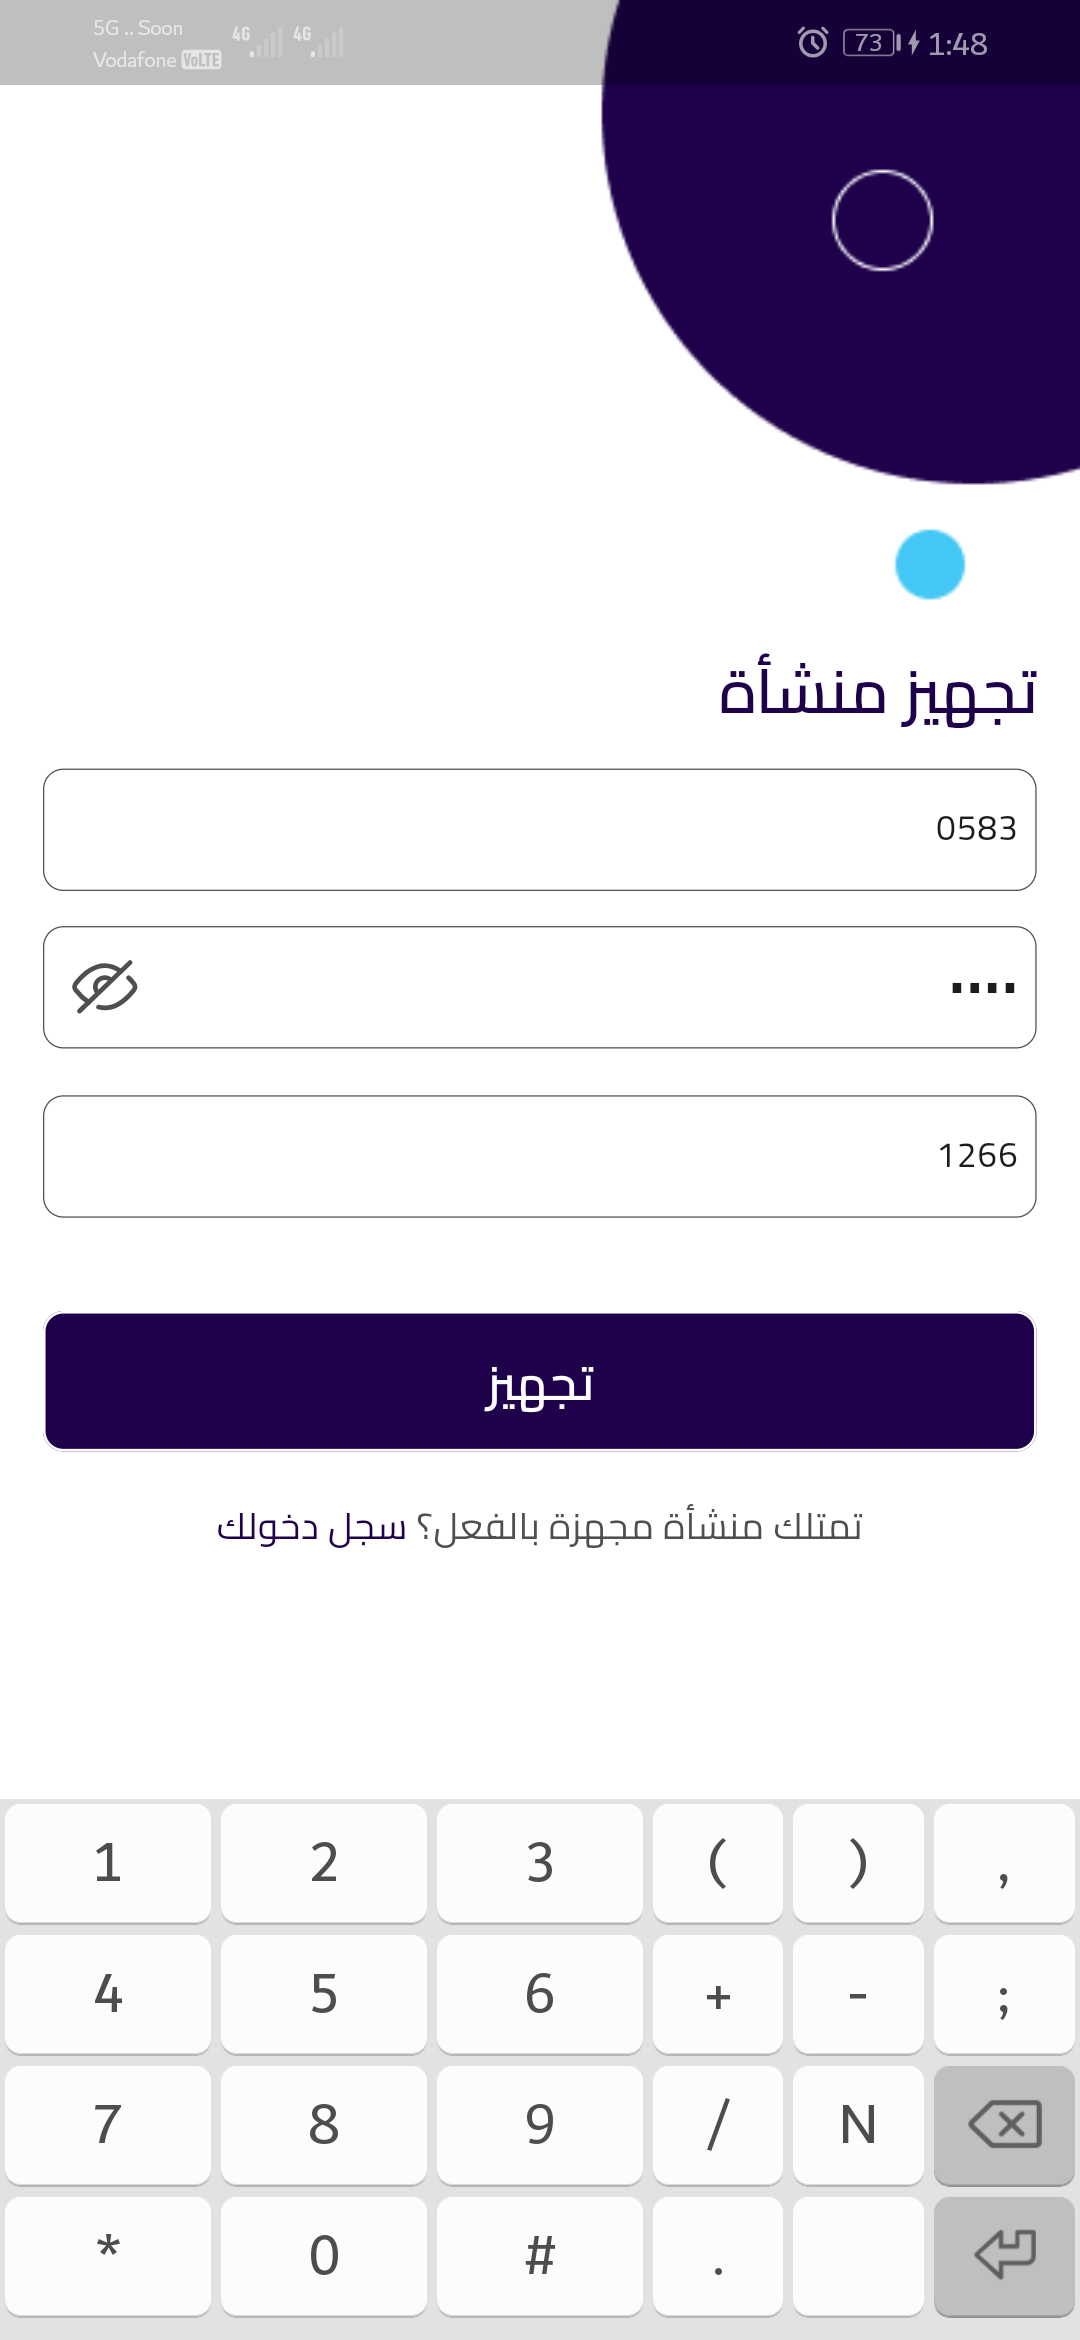 5G .. Soon
Vodafone VoLTE 4G 4G 73 1:48
تجهيز منشأة
0583
....
1266
تجهيز
تمتلك منشأة مجهزة بالفعل؟ سجل دخولك
1 2 3 ( ) ,
4 5 6 + - ;
7 8 9 / N
* 0 # .